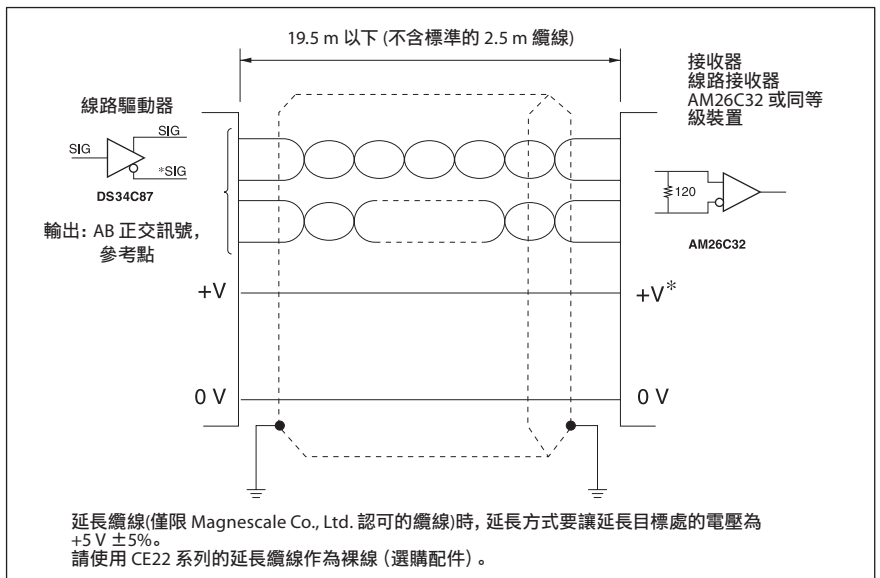 19.5 m 以下 (不含標準的 2.5 m 纜線)
接收器
線路接收器
AM26C32 或同等
級裝置
線路驅動器
SIG
SIG
*SIG
DS34C87
120
AM26C32
輸出: AB 正交訊號，
參考點
+V
+V*
0 V
0 V
延長纜線(僅限 Magnescale Co., Ltd. 認可的纜線)時, 延長方式要讓延長目標處的電壓為
+5 V ±5%。
請使用 CE22 系列的延長纜線作為裸線 (選購配件) 。